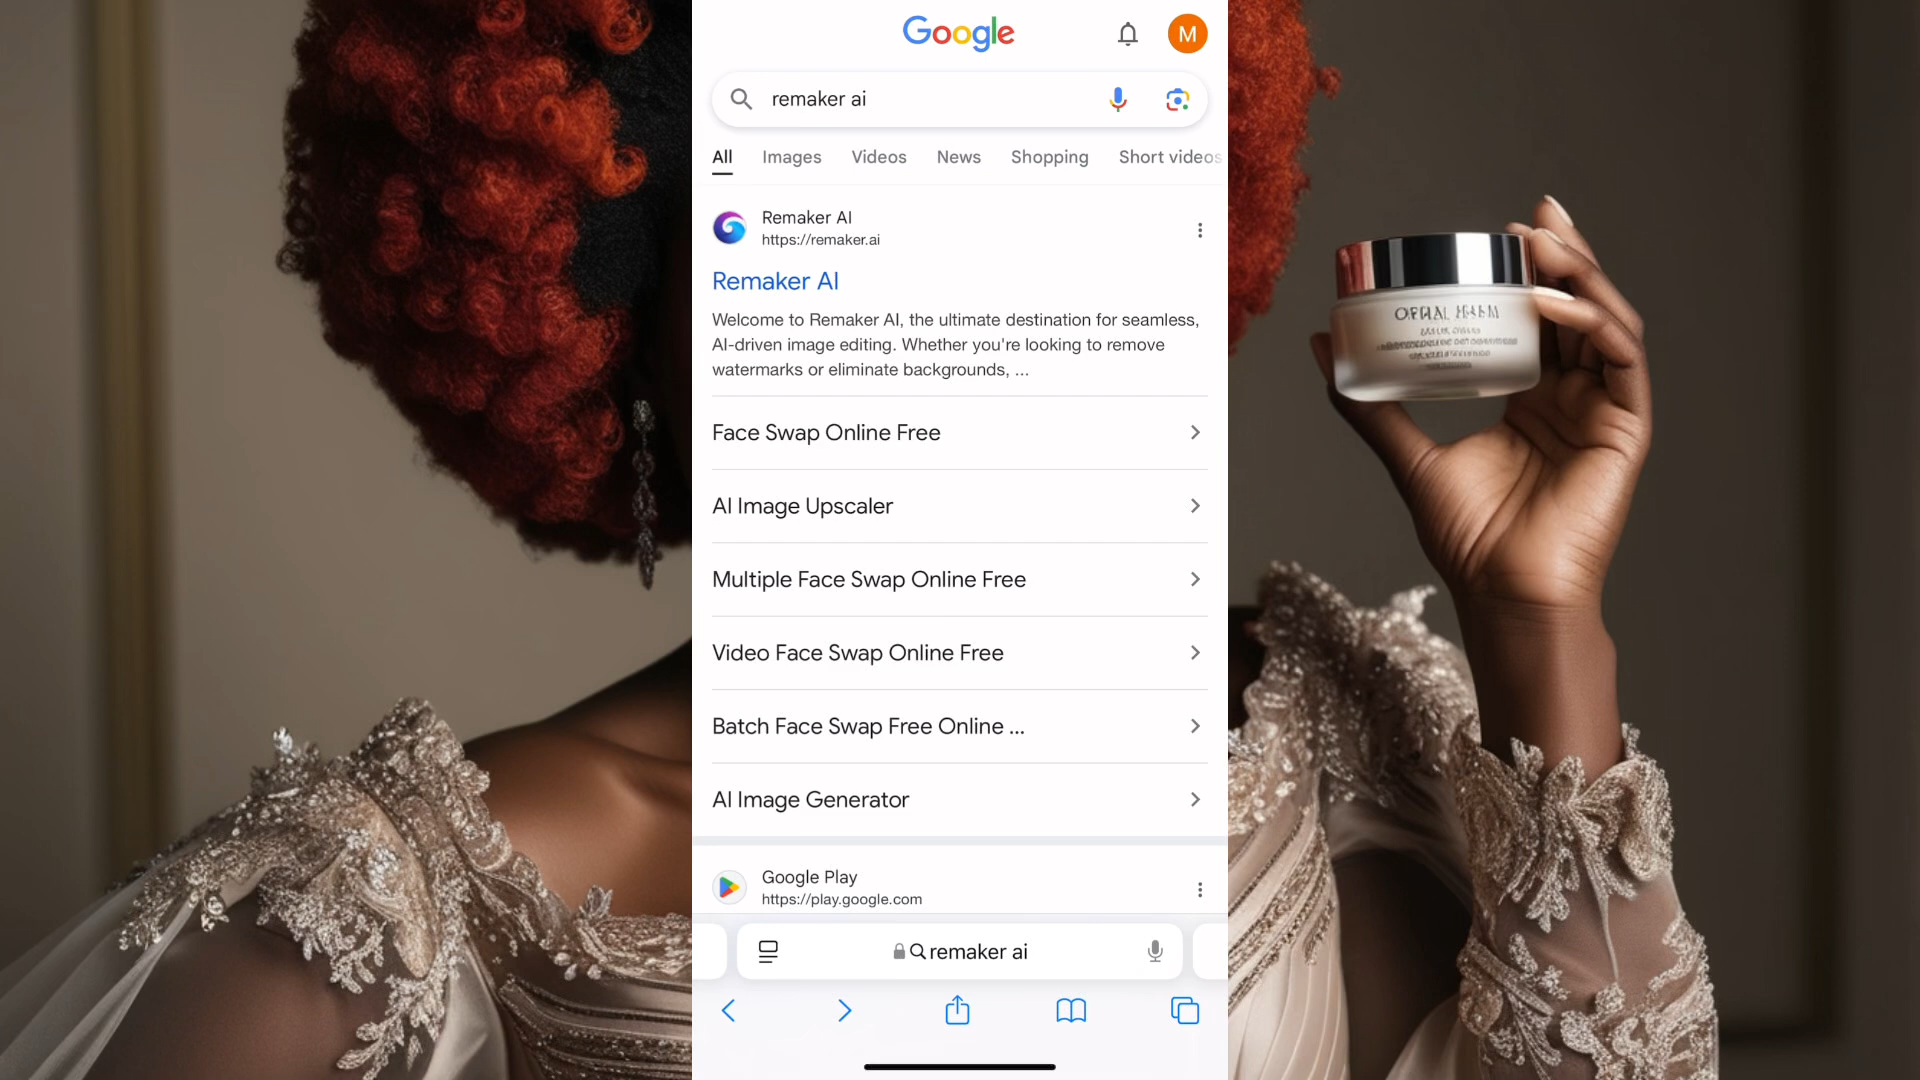 Google
M
remaker ai
All Images Videos News Shopping Short videos
Remaker AI
https://remaker.ai
Remaker AI
Welcome to Remaker AI, the ultimate destination for seamless,
AI-driven image editing. Whether you're looking to remove
watermarks or eliminate backgrounds, ...
Face Swap Online Free
AI Image Upscaler
Multiple Face Swap Online Free
Video Face Swap Online Free
Batch Face Swap Free Online ...
AI Image Generator
Google Play
https://play.google.com
remaker ai